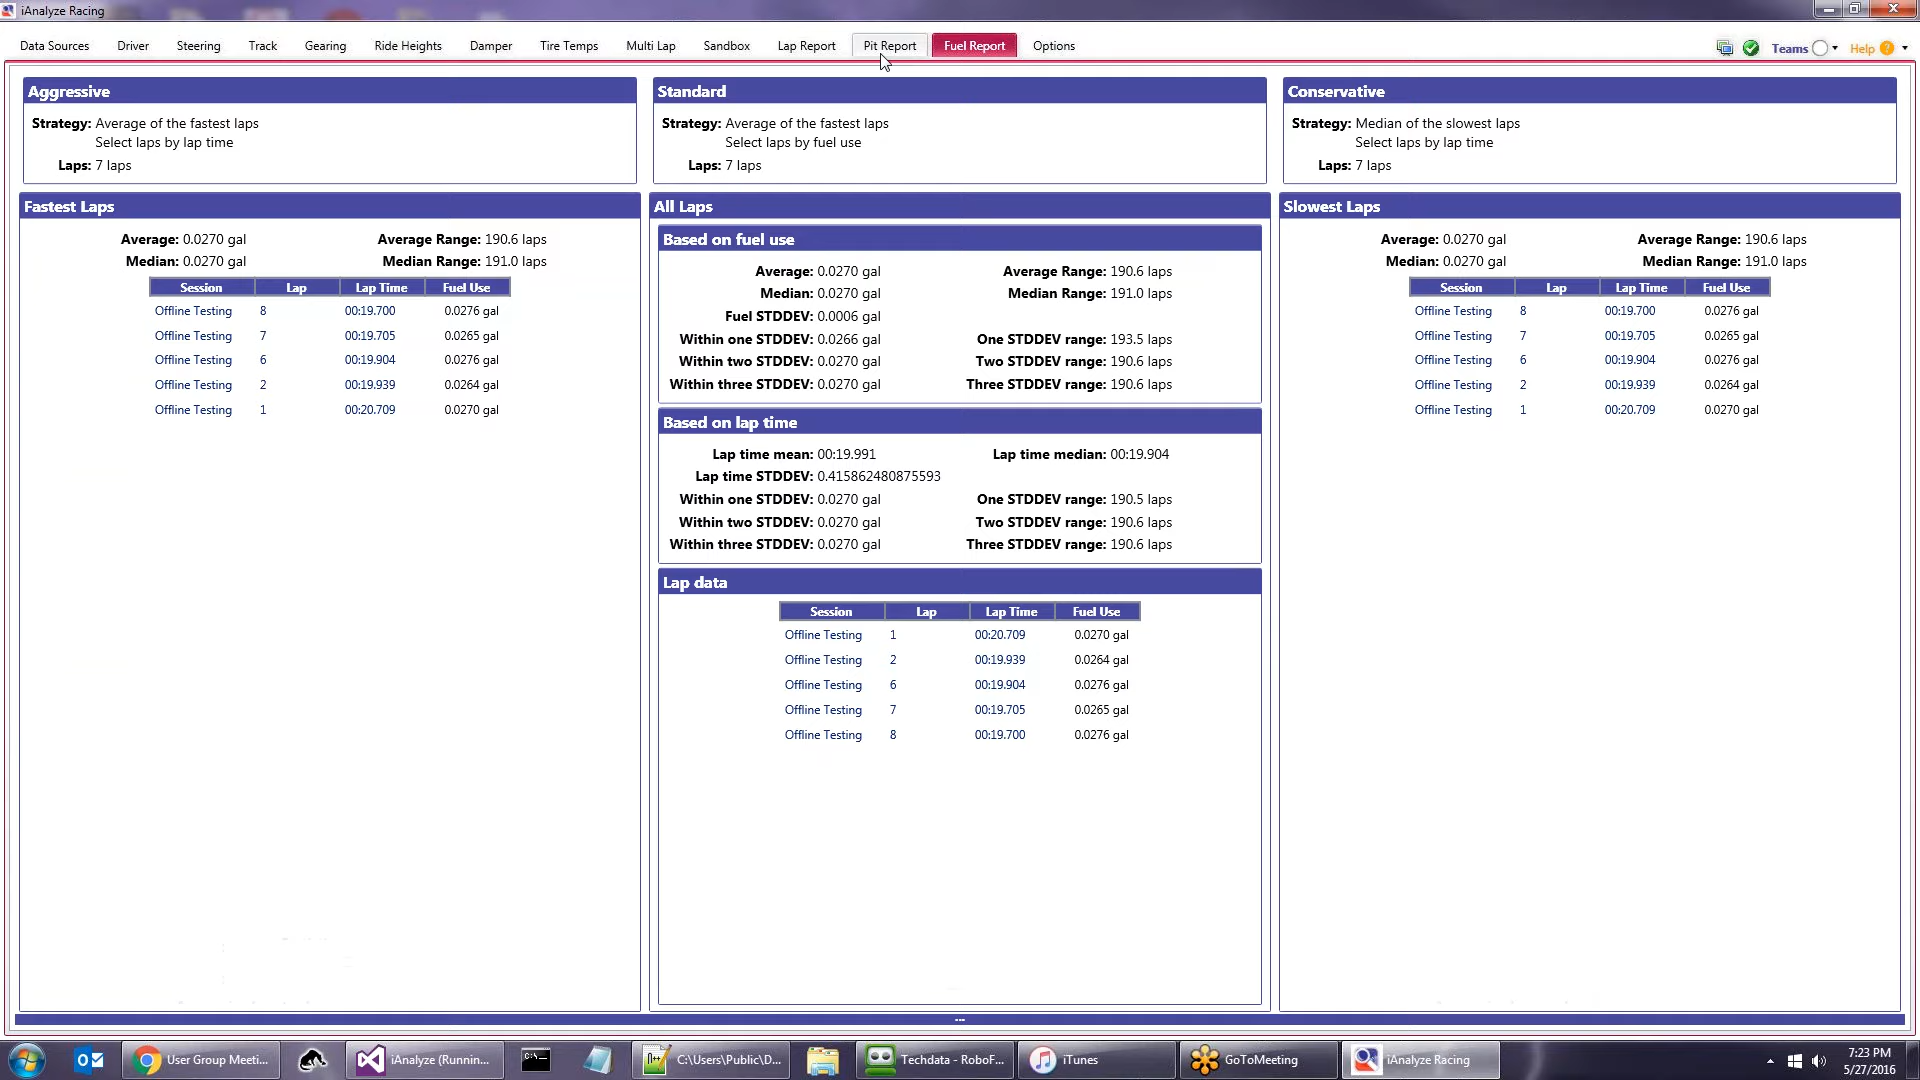 iAnalyze Racing
Data Sources Driver Steering Track Gearing Ride Heights Damper Tire Temps Multi Lap Sandbox Lap Report Pit Report Fuel Report Options Teams Help ?
Aggressive
Strategy: Average of the fastest laps
Select laps by lap time
Laps: 7 laps
Standard
Strategy: Average of the fastest laps
Select laps by fuel use
Laps: 7 laps
Conservative
Strategy: Median of the slowest laps
Select laps by lap time
Laps: 7 laps
Fastest Laps
Average: 0.0270 gal Average Range: 190.6 laps
Median: 0.0270 gal Median Range: 191.0 laps
Session Lap Lap Time Fuel Use
Offline Testing 8 00:19.700 0.0276 gal
Offline Testing 7 00:19.705 0.0265 gal
Offline Testing 6 00:19.904 0.0276 gal
Offline Testing 2 00:19.939 0.0264 gal
Offline Testing 1 00:20.709 0.0270 gal
All Laps
Based on fuel use
Average: 0.0270 gal Average Range: 190.6 laps
Median: 0.0270 gal Median Range: 191.0 laps
Fuel STDDEV: 0.0006 gal
Within one STDDEV: 0.0266 gal One STDDEV range: 193.5 laps
Within two STDDEV: 0.0270 gal Two STDDEV range: 190.6 laps
Within three STDDEV: 0.0270 gal Three STDDEV range: 190.6 laps
Based on lap time
Lap time mean: 00:19.991 Lap time median: 00:19.904
Lap time STDDEV: 0.415862480875593
Within one STDDEV: 0.0270 gal One STDDEV range: 190.5 laps
Within two STDDEV: 0.0270 gal Two STDDEV range: 190.6 laps
Within three STDDEV: 0.0270 gal Three STDDEV range: 190.6 laps
Lap data
Session Lap Lap Time Fuel Use
Offline Testing 1 00:20.709 0.0270 gal
Offline Testing 2 00:19.939 0.0264 gal
Offline Testing 6 00:19.904 0.0276 gal
Offline Testing 7 00:19.705 0.0265 gal
Offline Testing 8 00:19.700 0.0276 gal
Slowest Laps
Average: 0.0270 gal Average Range: 190.6 laps
Median: 0.0270 gal Median Range: 191.0 laps
Session Lap Lap Time Fuel Use
Offline Testing 8 00:19.700 0.0276 gal
Offline Testing 7 00:19.705 0.0265 gal
Offline Testing 6 00:19.904 0.0276 gal
Offline Testing 2 00:19.939 0.0264 gal
Offline Testing 1 00:20.709 0.0270 gal
User Group Meeti... iAnalyze (Runnin... C:\Users\Public\D... Techdata - RoboF... iTunes GoToMeeting iAnalyze Racing
7:23 PM
5/27/2016